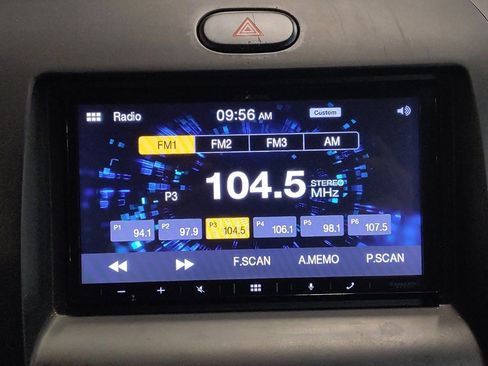 Radio 09:56 AM Custom
FM1 FM2 FM3 AM
P3 104.5 STEREO MHz
P1 94.1 P2 97.9 P3 104.5 P4 106.1 P5 98.1 P6 107.5
F.SCAN A.MEMO P.SCAN